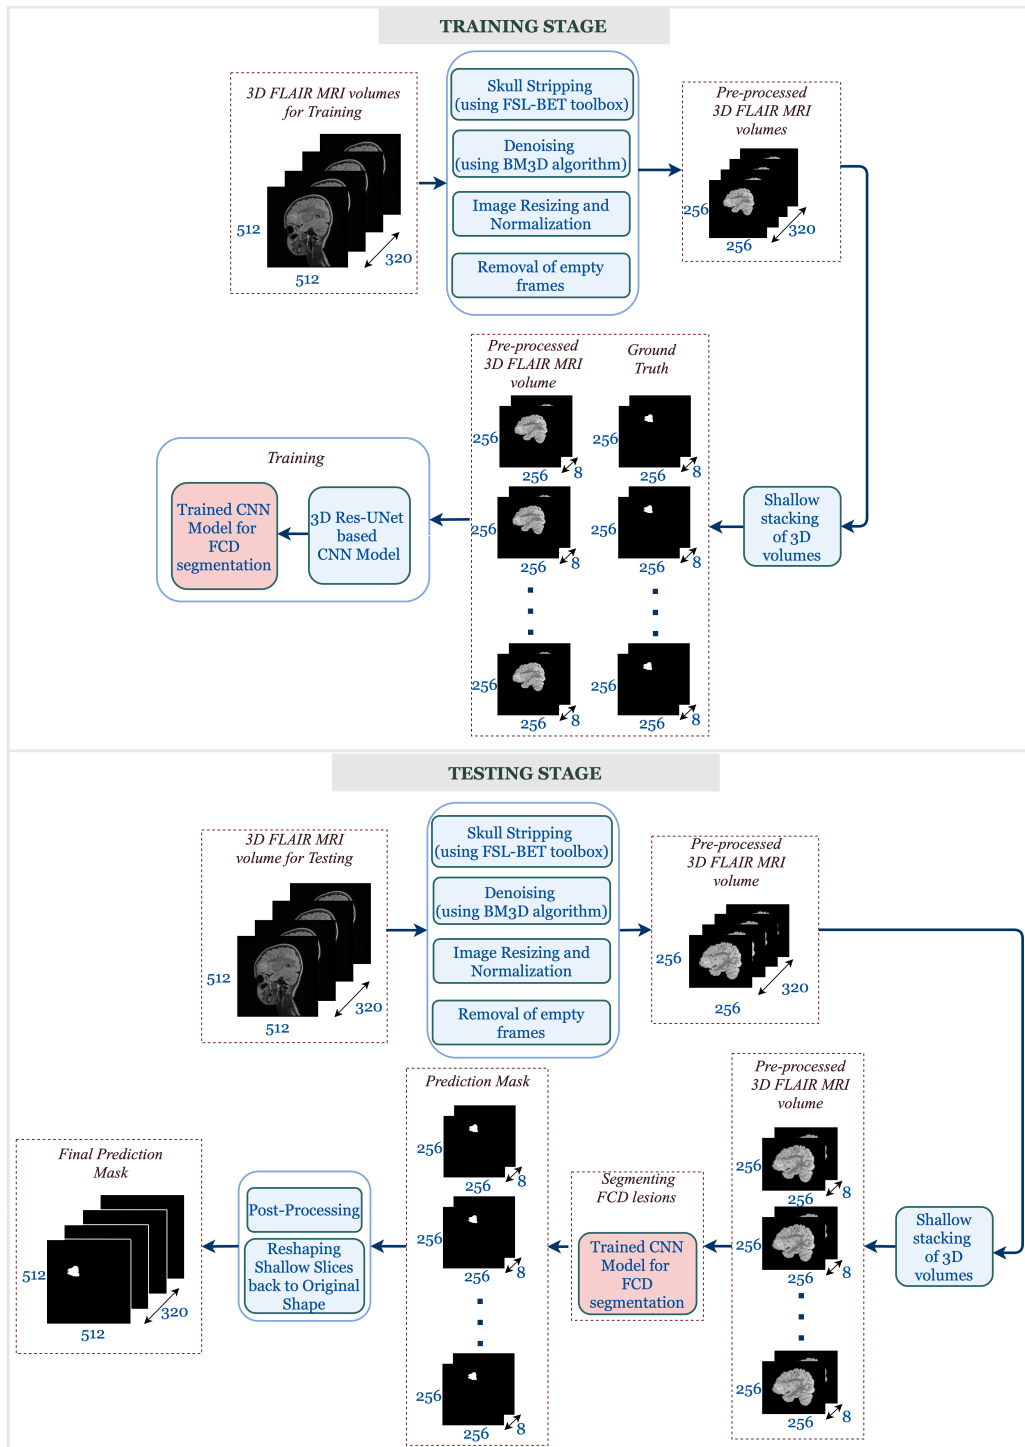 TRAINING STAGE
3D FLAIR MRI volumes
for Training
512
512
320
Skull Stripping
(using FSL-BET toolbox)
Denoising
(using BM3D algorithm)
Image Resizing and
Normalization
Removal of empty
frames
Pre-processed
3D FLAIR MRI
volumes
256
256
320
Shallow
stacking
of 3D
volumes
Pre-processed
3D FLAIR MRI
volume
Ground
Truth
256
256
8
256
256
8
256
256
8
256
256
8
256
256
8
256
256
8
Training
3D Res-UNet
based
CNN Model
Trained CNN
Model for
FCD
segmentation
TESTING STAGE
3D FLAIR MRI
volume for Testing
512
512
320
Skull Stripping
(using FSL-BET toolbox)
Denoising
(using BM3D algorithm)
Image Resizing and
Normalization
Removal of empty
frames
Pre-processed
3D FLAIR MRI
volume
256
256
320
Shallow
stacking
of 3D
volumes
Pre-processed
3D FLAIR MRI
volume
256
256
8
256
256
8
256
256
8
Segmenting
FCD lesions
Trained CNN
Model for
FCD
segmentation
Prediction Mask
256
256
8
256
256
8
256
256
8
Post-Processing
Reshaping
Shallow Slices
back to Original
Shape
Final Prediction
Mask
512
512
320